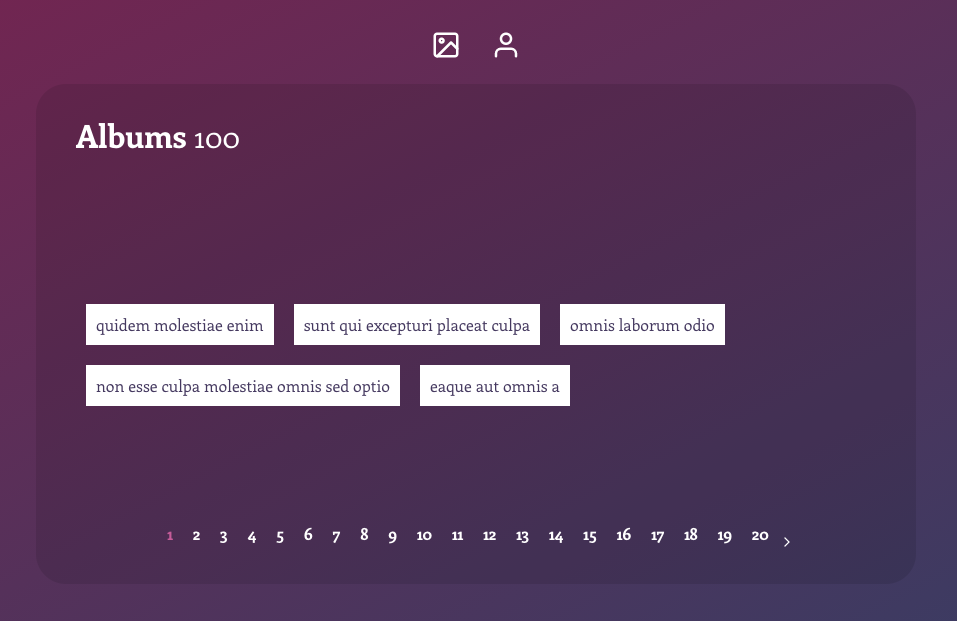 Albums 100
quidem molestiae enim sunt qui excepturi placeat culpa omnis laborum odio
non esse culpa molestiae omnis sed optio eaque aut omnis a
1 2 3 4 5 6 7 8 9 10 11 12 13 14 15 16 17 18 19 20